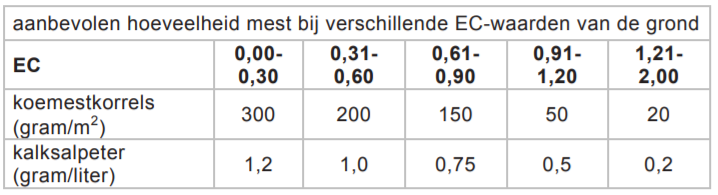 aanbevolen hoeveelheid mest bij verschillende EC-waarden van de grond
EC 0,00-0,30 0,31-0,60 0,61-0,90 0,91-1,20 1,21-2,00
koemestkorrels (gram/m²) 300 200 150 50 20
kalksalpeter (gram/liter) 1,2 1,0 0,75 0,5 0,2